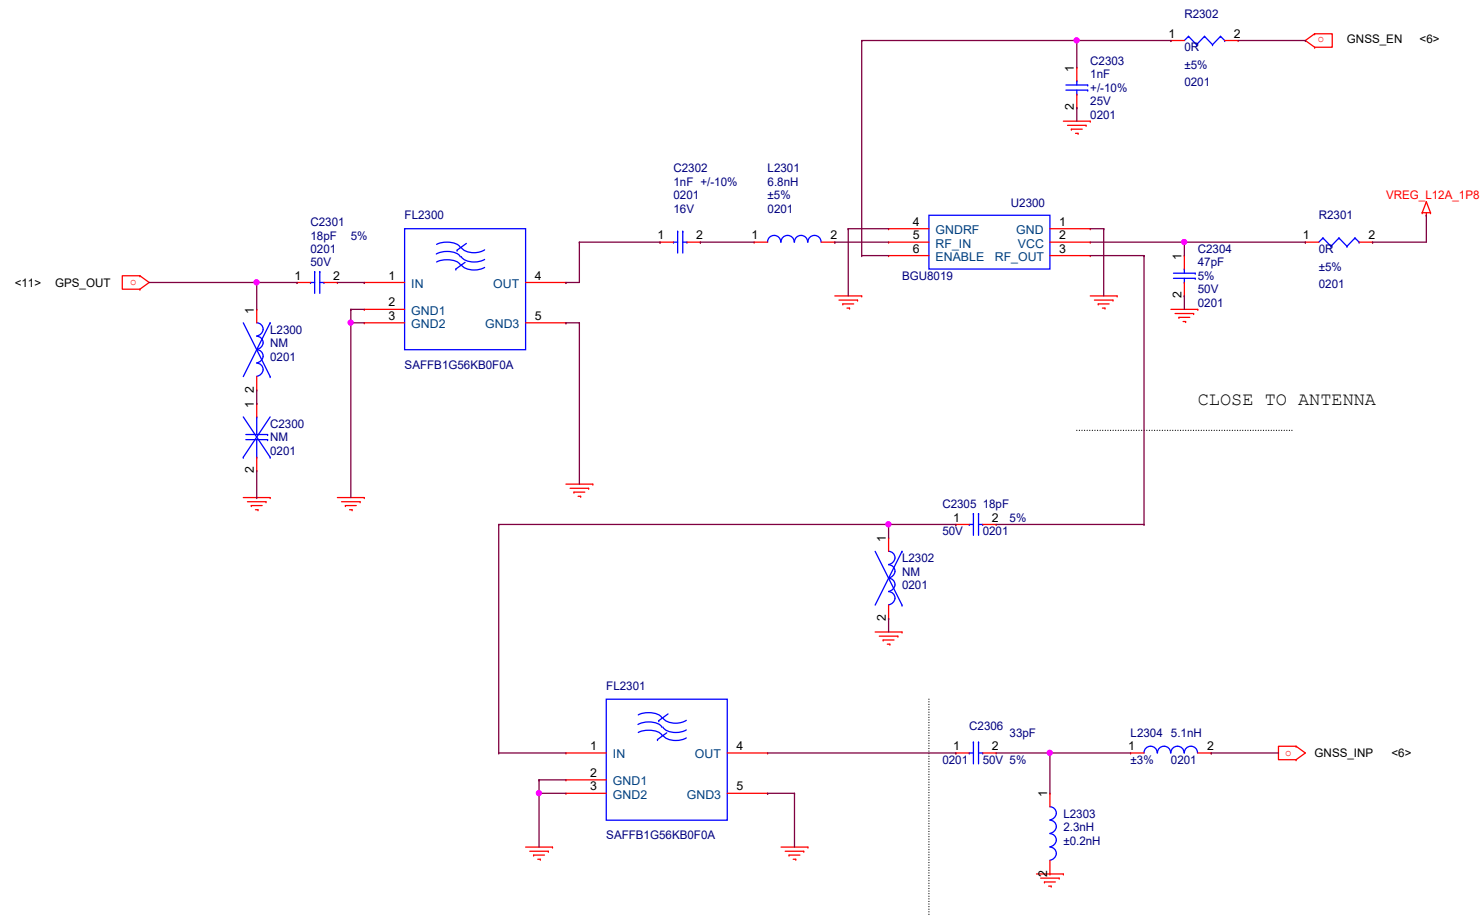 R2302
1 2
0R
±5%
0201
GNSS_EN <6>
C2303
1nF
+/-10%
25V
0201
1
2
C2302
1nF +/-10%
0201
16V
1 2
L2301
6.8nH
±5%
0201
1 2
U2300
4 GNDRF GND 1
5 RF_IN VCC 2
6 ENABLE RF_OUT 3
BGU8019
VREG_L12A_1P8
R2301
1 2
0R
±5%
0201
C2304
47pF
5%
50V
0201
1
2
C2301
18pF 5%
0201
50V
1 2
FL2300
1 IN OUT 4
2 GND1
3 GND2 GND3 5
SAFFB1G56KB0F0A
<11> GPS_OUT
1
L2300
NM
0201
2
1
C2300
NM
0201
2
CLOSE TO ANTENNA
C2305 18pF
1 2 5%
50V 0201
1
L2302
NM
0201
2
FL2301
1 IN OUT 4
2 GND1
3 GND2 GND3 5
SAFFB1G56KB0F0A
C2306 33pF
1 2
0201 50V 5%
L2304 5.1nH
1 2
±3% 0201
GNSS_INP <6>
1
L2303
2.3nH
±0.2nH
2